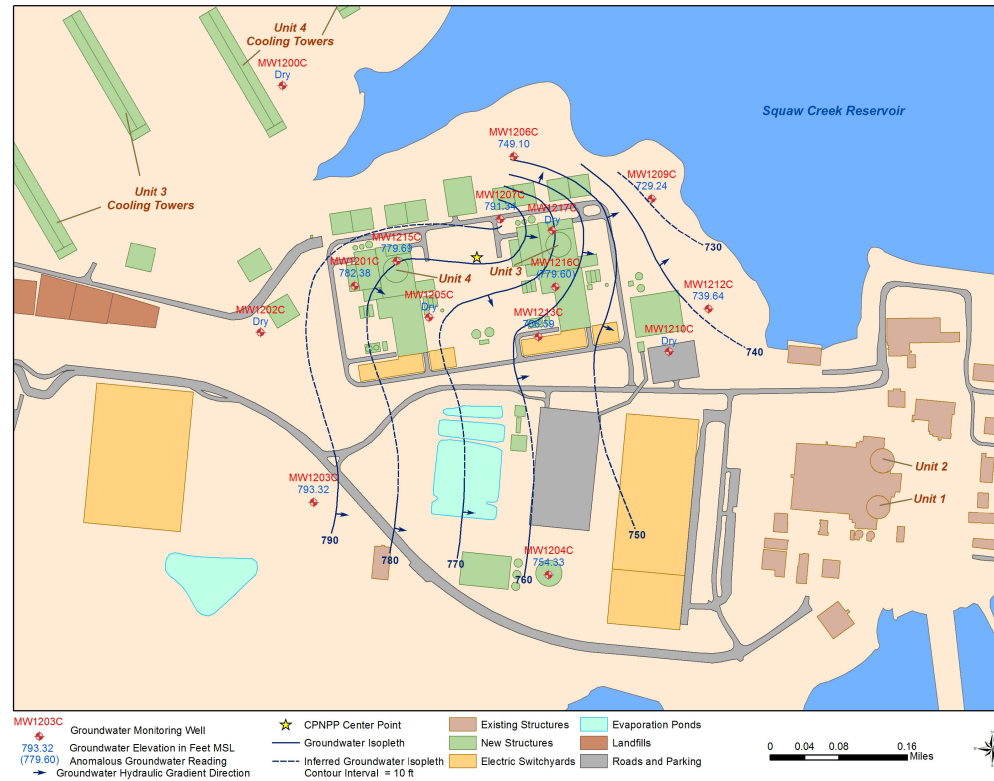 Unit 4
Cooling Towers
MW1200C
Dry
Squaw Creek Reservoir
MW1206C
749.10
Unit 3
Cooling Towers
MW1209C
729.24
MW1207C
791.34
MW1217C
Dry
MW1215C
779.69
730
MW1201C
782.38
Unit 4
Unit 3
MW1216C
(779.60)
MW1212C
739.64
MW1205C
Dry
MW1202C
Dry
MW1213C
MW1210C
Dry
740
Unit 2
MW1203C
793.32
Unit 1
790
780
770
760
750
MW1204C
754.33
MW1203C
Groundwater Monitoring Well
793.32
Groundwater Elevation in Feet MSL
(779.60)
Anomalous Groundwater Reading
Groundwater Hydraulic Gradient Direction
CPNPP Center Point
Groundwater Isopleth
Inferred Groundwater Isopleth
Contour Interval = 10 ft
Existing Structures
New Structures
Electric Switchyards
Evaporation Ponds
Landfills
Roads and Parking
0 0.04 0.08 0.16
Miles